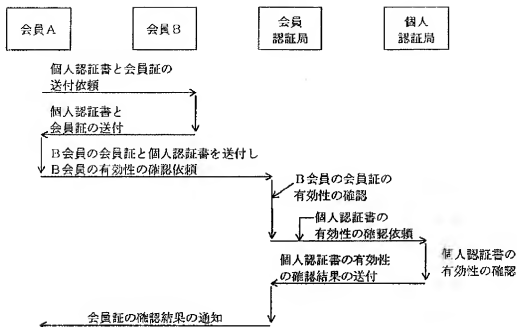 会員A
会員B
会員
認証局
個人
認証局
個人認証書と会員証の
送付依頼
個人認証書と
会員証の送付
B会員の会員証と個人認証書を送付し
B会員の有効性の確認依頼
B会員の会員証の
有効性の確認
個人認証書の
有効性の確認依頼
個人認証書の有効性
の確認結果の送付
個人認証書の
有効性の確認
会員証の確認結果の通知